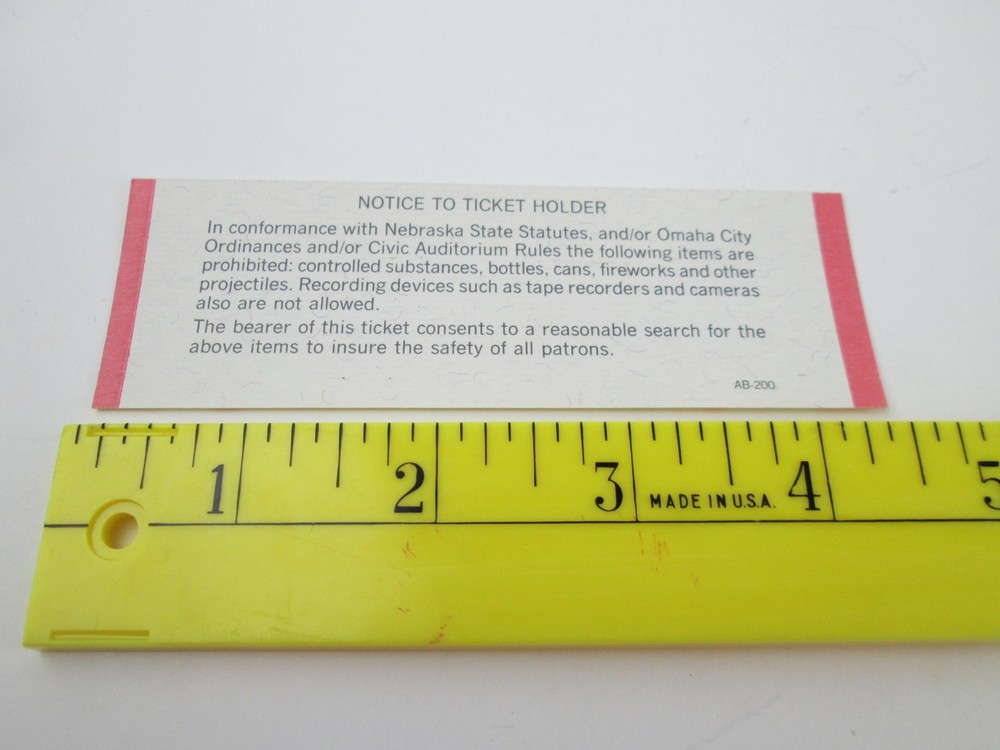 NOTICE TO TICKET HOLDER
In conformance with Nebraska State Statutes, and/or Omaha City
Ordinances and/or Civic Auditorium Rules the following items are
prohibited: controlled substances, bottles, cans, fireworks and other
projectiles. Recording devices such as tape recorders and cameras
also are not allowed.
The bearer of this ticket consents to a reasonable search for the
above items to insure the safety of all patrons.
AB-200
1 2 3 MADE IN U.S.A. 4 5